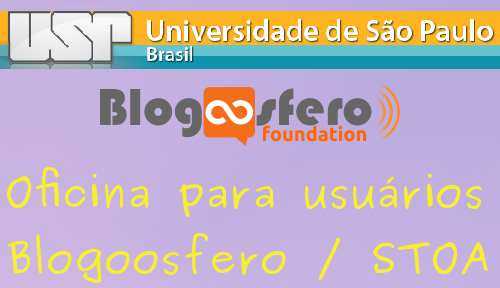 USP Universidade de São Paulo
Brasil
Blogoosfero
foundation
Oficina para usuários
Blogoosfero / STOA